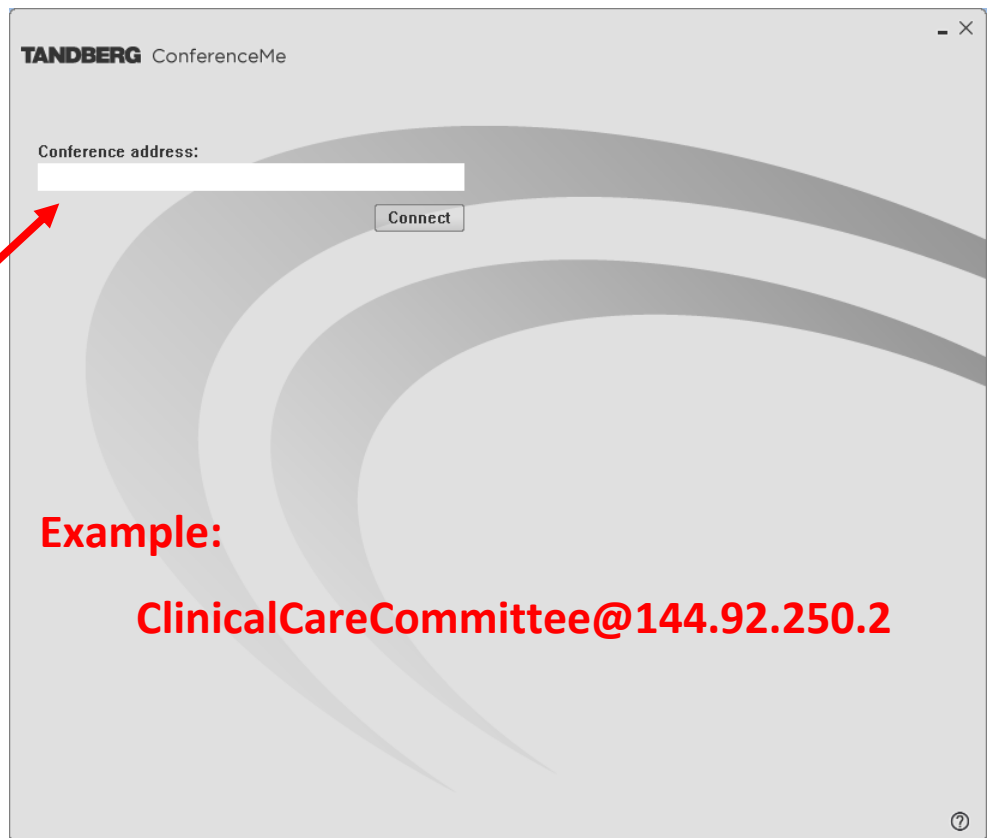 TANDBERG ConferenceMe
Conference address:
Connect
Example:
ClinicalCareCommittee@144.92.250.2